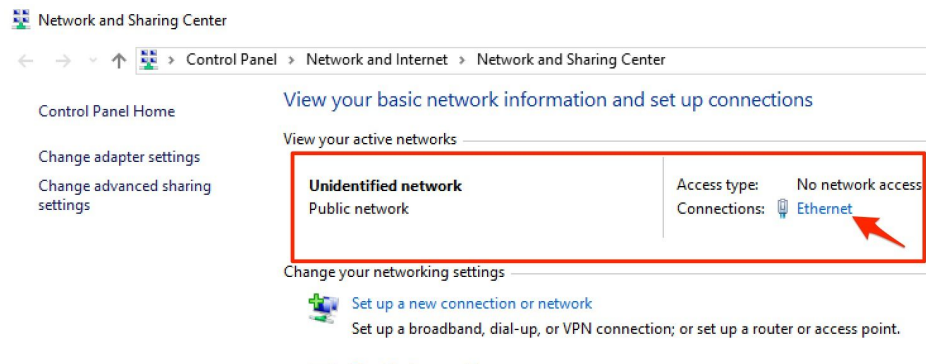 Network and Sharing Center
Control Panel > Network and Internet > Network and Sharing Center
Control Panel Home
Change adapter settings
Change advanced sharing
settings
View your basic network information and set up connections
View your active networks
Unidentified network
Public network
Access type: No network access
Connections: Ethernet
Change your networking settings
Set up a new connection or network
Set up a broadband, dial-up, or VPN connection; or set up a router or access point.